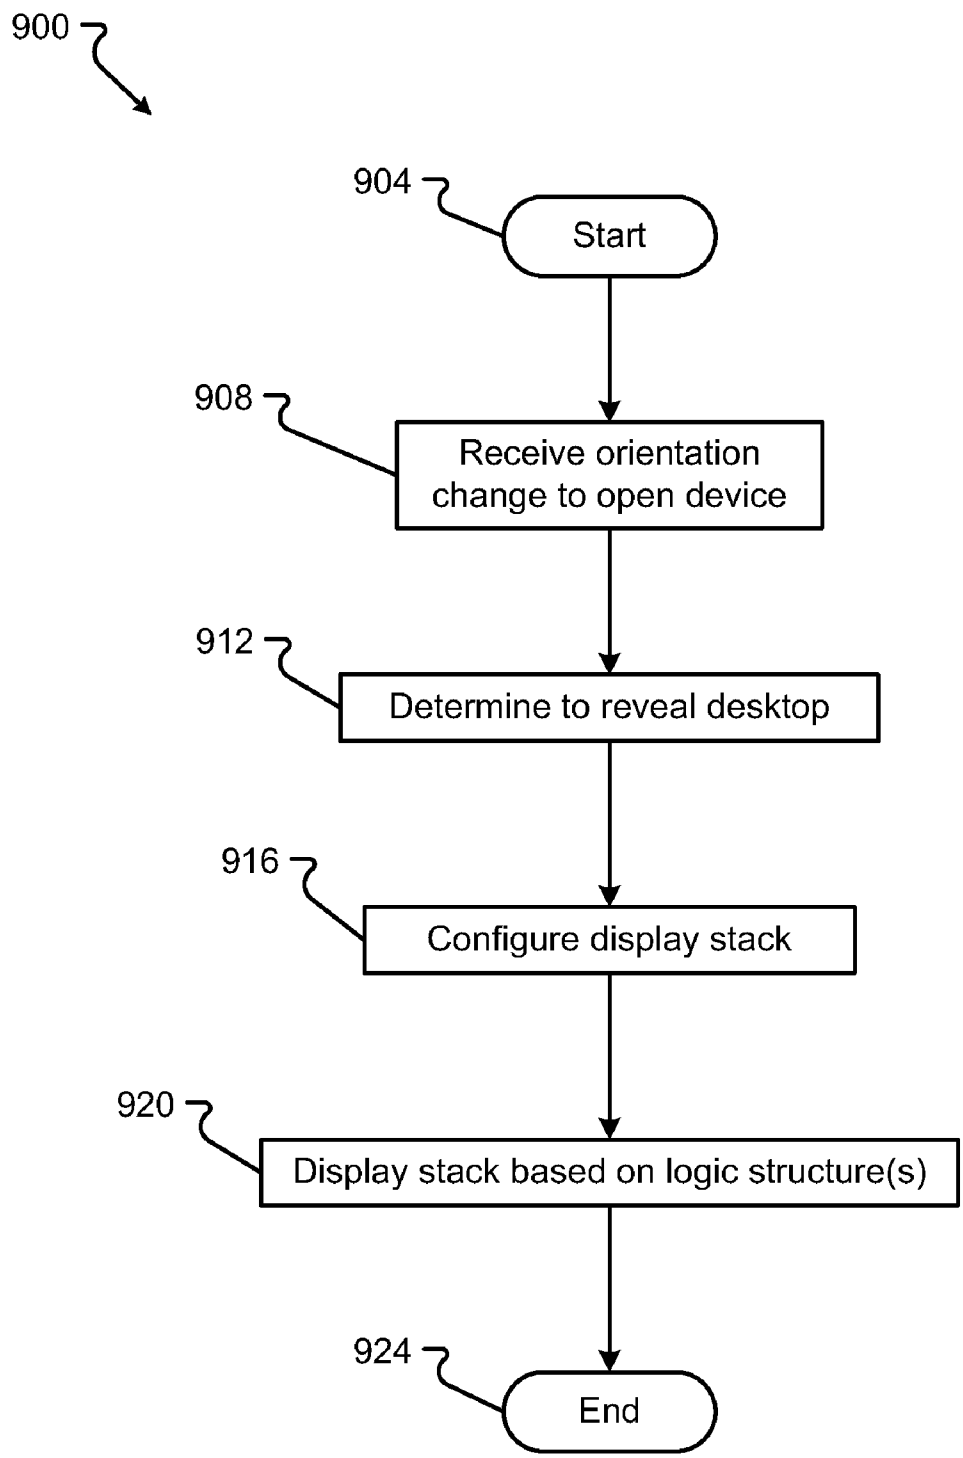 900
904
Start
908
Receive orientation
change to open device
912
Determine to reveal desktop
916
Configure display stack
920
Display stack based on logic structure(s)
924
End